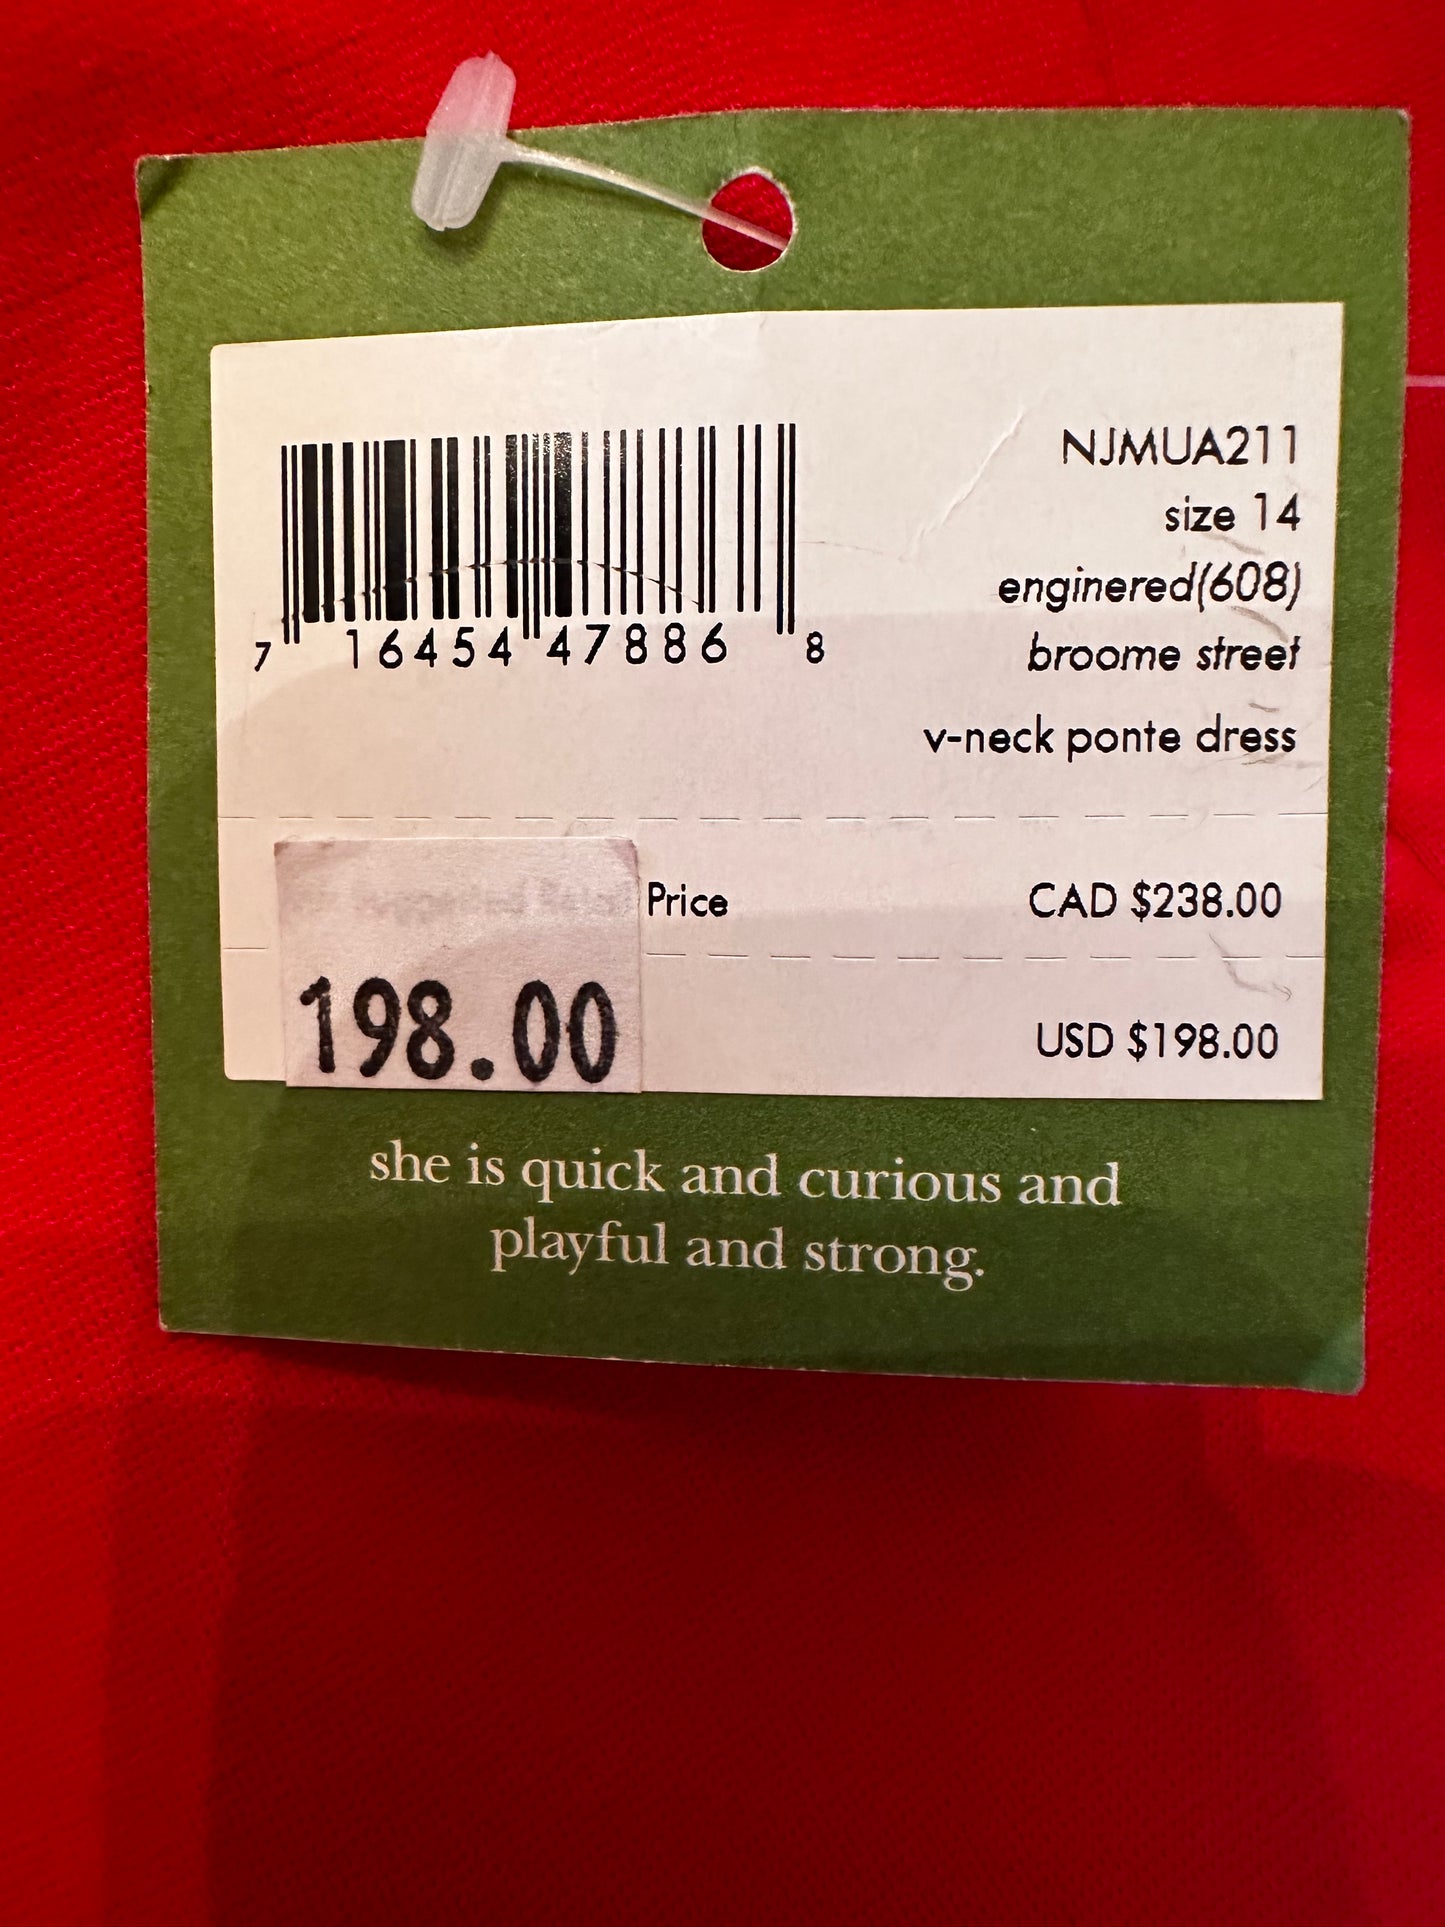 NJMUA211
size 14
enginered(608)
broome street
v-neck ponte dress
7 16454 47886 8
Price CAD $238.00
198.00
USD $198.00
she is quick and curious and
playful and strong.